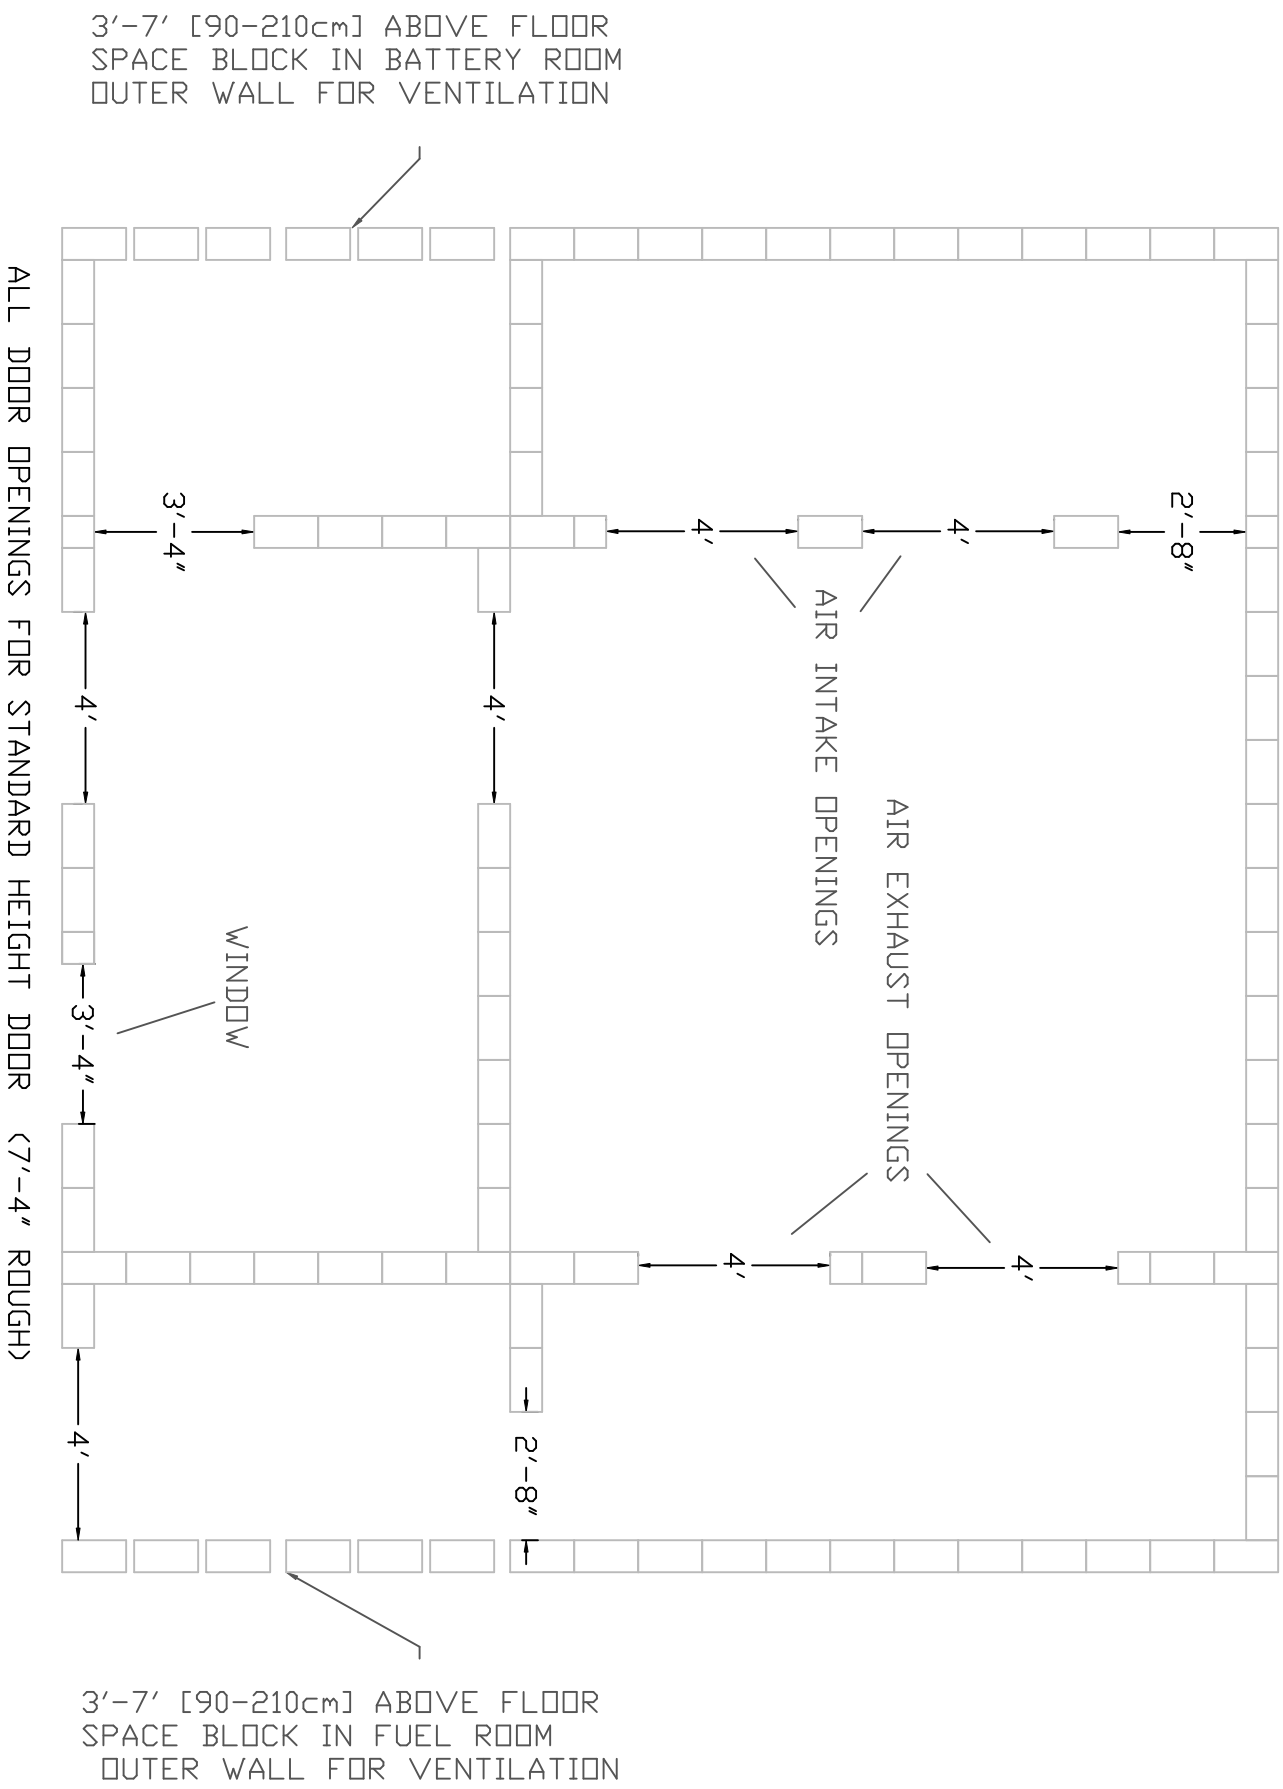 3'-7' [90-210cm] ABOVE FLOOR
SPACE BLOCK IN BATTERY ROOM
OUTER WALL FOR VENTILATION
2'-8"
4'
4'
3'-4"
AIR INTAKE OPENINGS
4'
4'
AIR EXHAUST OPENINGS
WINDOW
3'-4"
4'
4'
2'-8"
4'
ALL DOOR OPENINGS FOR STANDARD HEIGHT DOOR (7'-4" ROUGH)
3'-7' [90-210cm] ABOVE FLOOR
SPACE BLOCK IN FUEL ROOM
OUTER WALL FOR VENTILATION